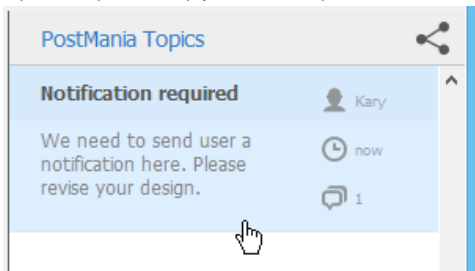 PostMania Topics
Notification required
Kary
We need to send user a
notification here. Please
revise your design.
now
1